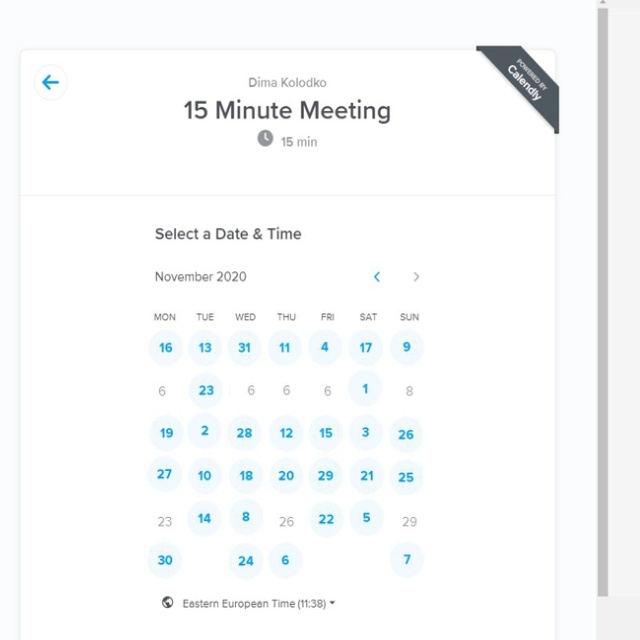 POWERED BY
Calendly
Dima Kolodko
15 Minute Meeting
15 min
Select a Date & Time
November 2020
MON TUE WED THU FRI SAT SUN
16 13 31 11 4 17 9
6 23 6 6 6 1 8
19 2 28 12 15 3 26
27 10 18 20 29 21 25
23 14 8 26 22 5 29
30 24 6 7
Eastern European Time (11:38)